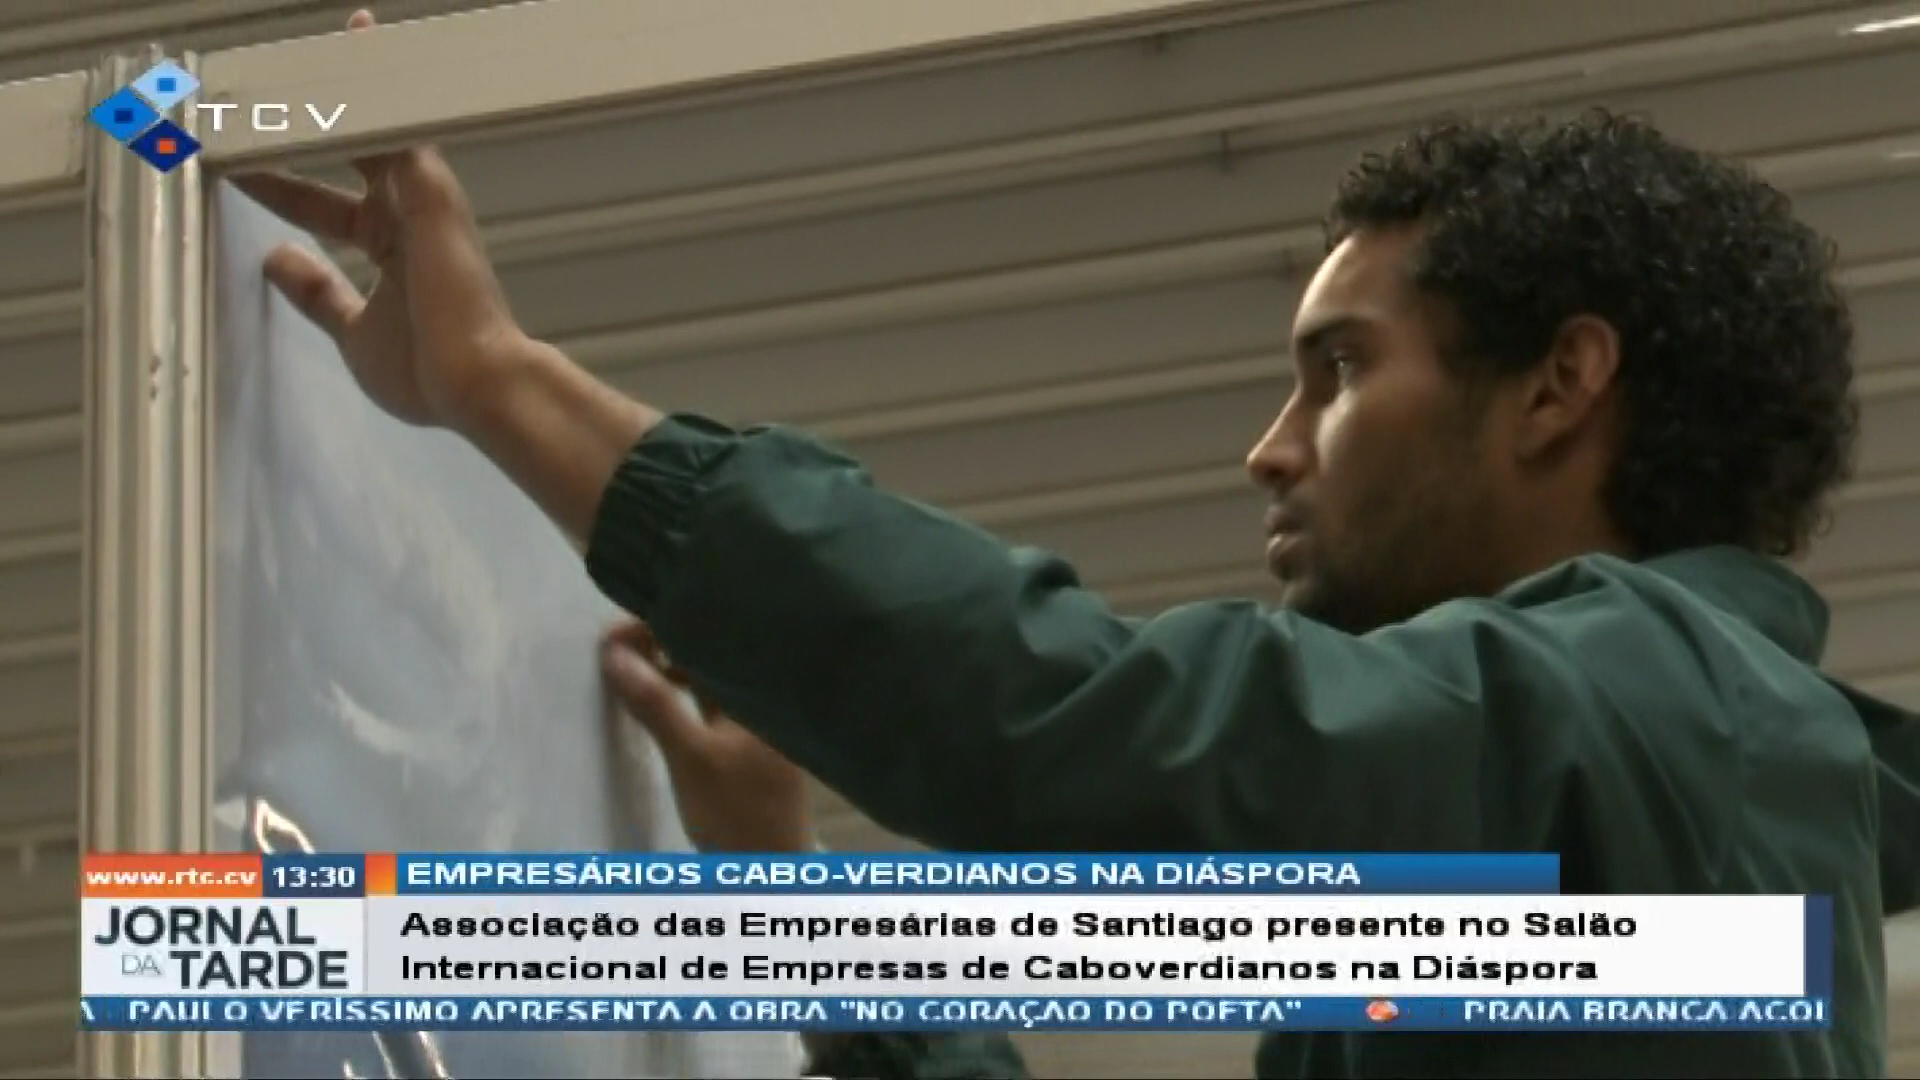 TCV
www.rtc.cv 13:30 EMPRESÁRIOS CABO-VERDIANOS NA DIÁSPORA
JORNAL DA TARDE
Associação das Empresárias de Santiago presente no Salão
Internacional de Empresas de Caboverdianos na Diáspora
A PAULO VERÍSSIMO APRESENTA A OBRA "NO CORAÇÃO DO POETA" PRAIA BRANCA ACOL